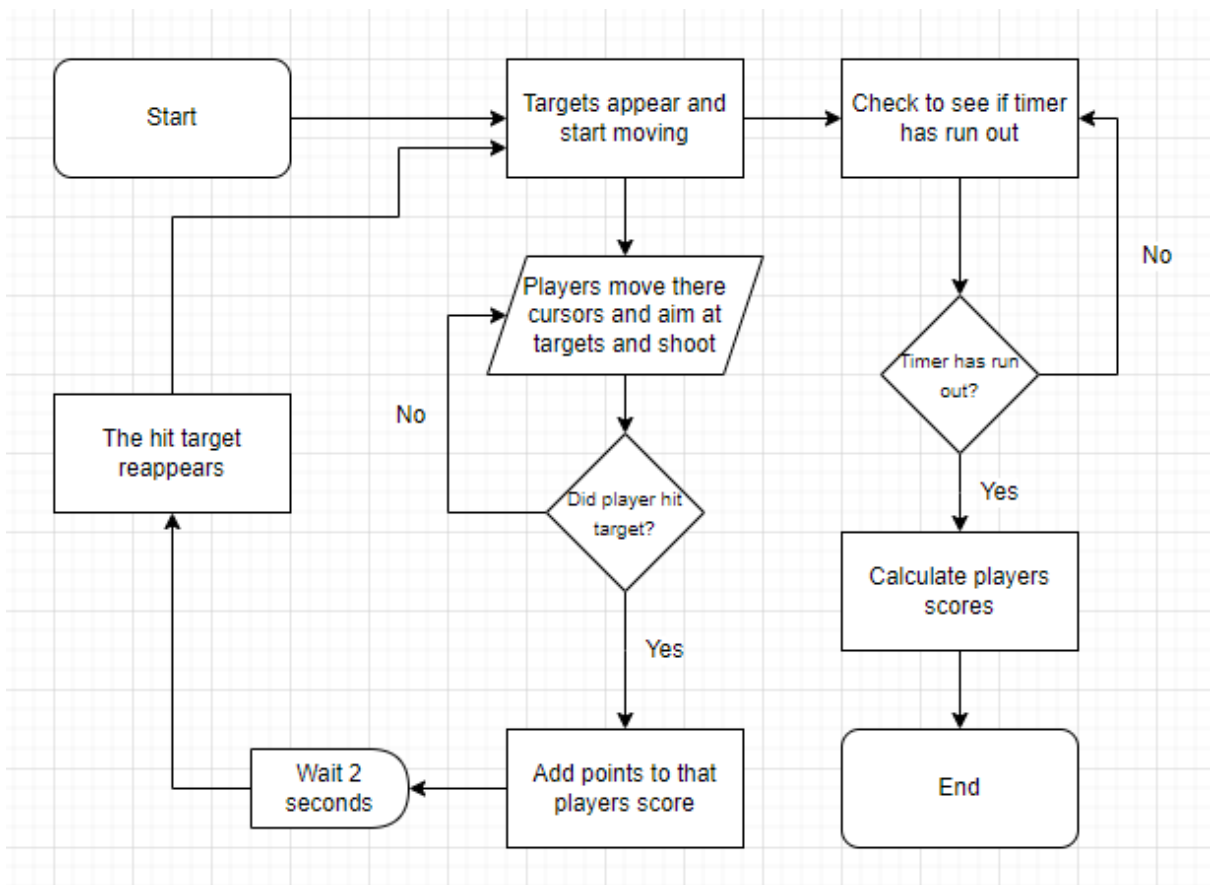 Start
Targets appear and
start moving
Check to see if timer
has run out
Players move there
cursors and aim at
targets and shoot
No
Timer has run
out?
The hit target
reappears
No
Did player hit
target?
Yes
Calculate players
scores
Yes
Wait 2
seconds
Add points to that
players score
End